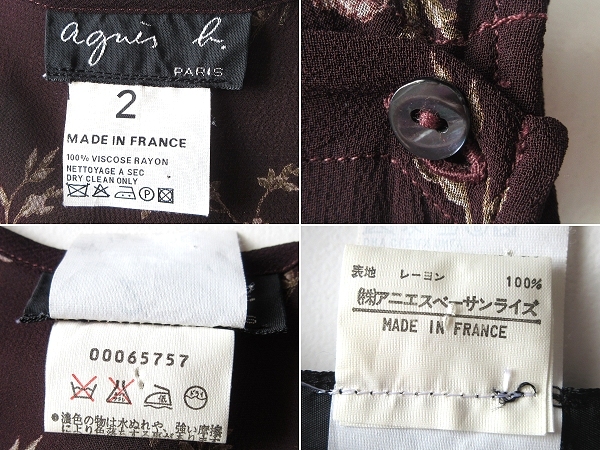 agnès b.
PARIS
2
MADE IN FRANCE
100% VISCOSE RAYON
NETTOYAGE A SEC
DRY CLEAN ONLY
00065757
濃色の物は水ぬれや、強い摩擦
表地 レーヨン 100%
㈱アニエスベーサンライズ
MADE IN FRANCE